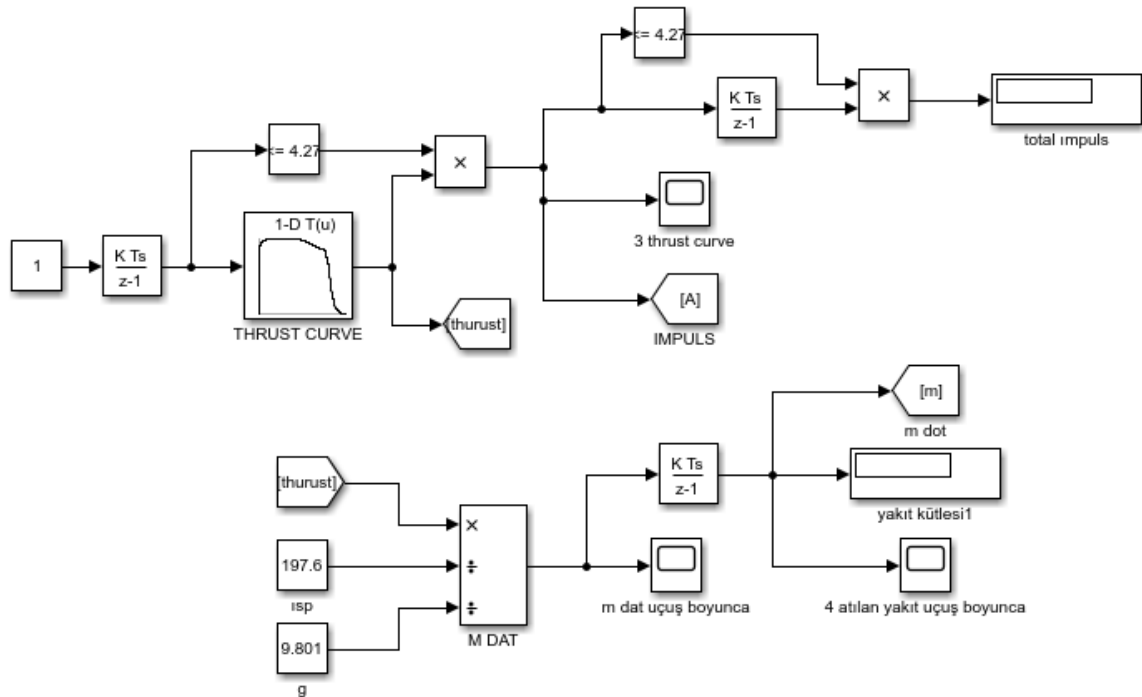 <= 4.27
K Ts
z-1
×
total ımpuls
<= 4.27
×
3 thrust curve
1
K Ts
z-1
1-D T(u)
THRUST CURVE
[thurust]
[A]
IMPULS
[m]
m dot
[thurust]
K Ts
z-1
yakıt kütlesi1
197.6
ısp
×
÷
÷
M DAT
m dat uçuş boyunca
4 atılan yakıt uçuş boyunca
9.801
g